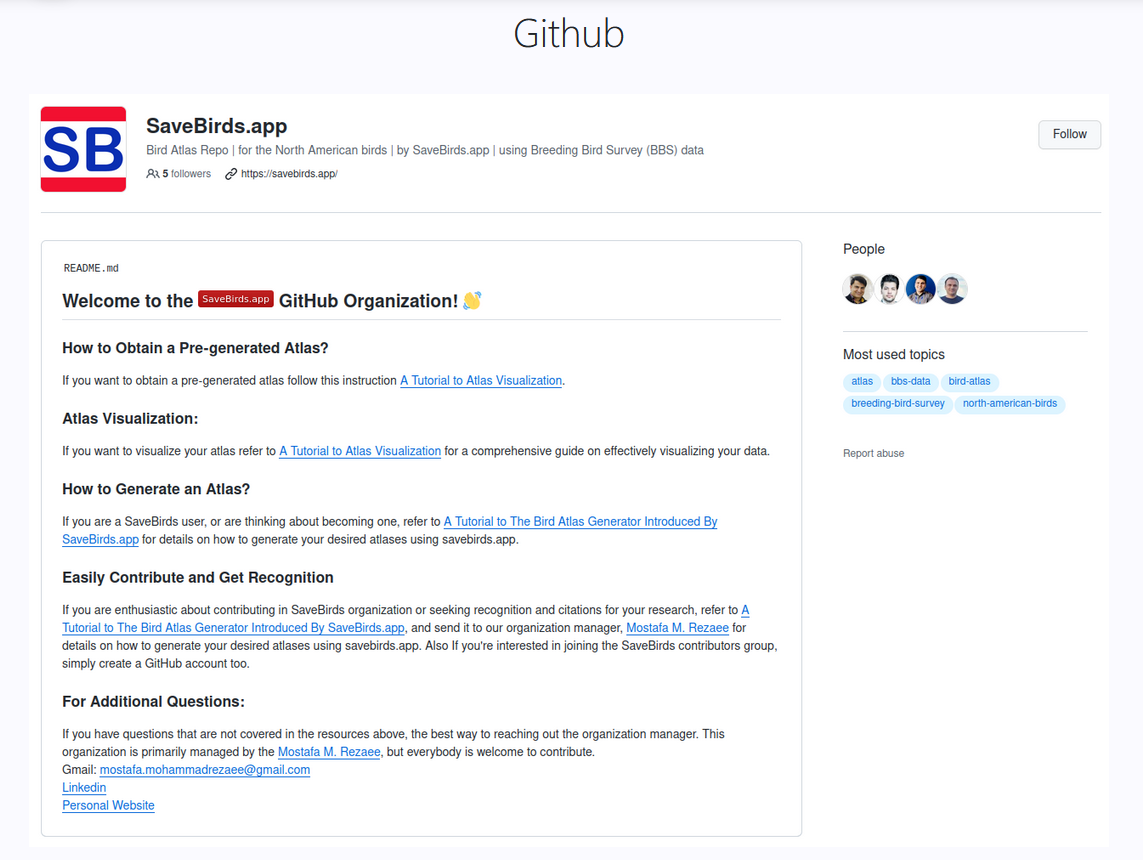 Github
SB
SaveBirds.app
Bird Atlas Repo | for the North American birds | by SaveBirds.app | using Breeding Bird Survey (BBS) data
5 followers https://savebirds.app/
Follow
README.md
Welcome to the SaveBirds.app GitHub Organization! 👋
How to Obtain a Pre-generated Atlas?
If you want to obtain a pre-generated atlas follow this instruction A Tutorial to Atlas Visualization.
Atlas Visualization:
If you want to visualize your atlas refer to A Tutorial to Atlas Visualization for a comprehensive guide on effectively visualizing your data.
How to Generate an Atlas?
If you are a SaveBirds user, or are thinking about becoming one, refer to A Tutorial to The Bird Atlas Generator Introduced By
SaveBirds.app for details on how to generate your desired atlases using savebirds.app.
Easily Contribute and Get Recognition
If you are enthusiastic about contributing in SaveBirds organization or seeking recognition and citations for your research, refer to A
Tutorial to The Bird Atlas Generator Introduced By SaveBirds.app, and send it to our organization manager, Mostafa M. Rezaee for
details on how to generate your desired atlases using savebirds.app. Also If you're interested in joining the SaveBirds contributors group,
simply create a GitHub account too.
For Additional Questions:
If you have questions that are not covered in the resources above, the best way to reaching out the organization manager. This
organization is primarily managed by the Mostafa M. Rezaee, but everybody is welcome to contribute.
Gmail: mostafa.mohammadrezaee@gmail.com
Linkedin
Personal Website
People
Most used topics
atlas bbs-data bird-atlas
breeding-bird-survey north-american-birds
Report abuse